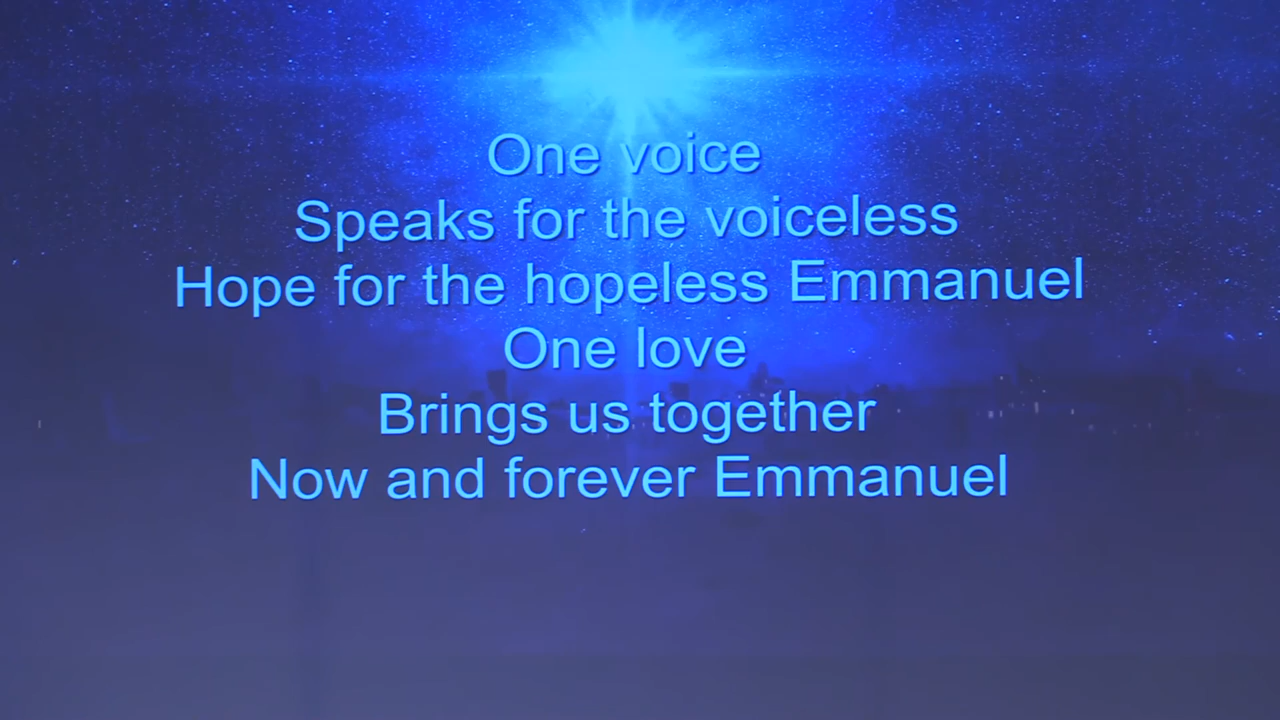 One voice
Speaks for the voiceless
Hope for the hopeless Emmanuel
One love
Brings us together
Now and forever Emmanuel